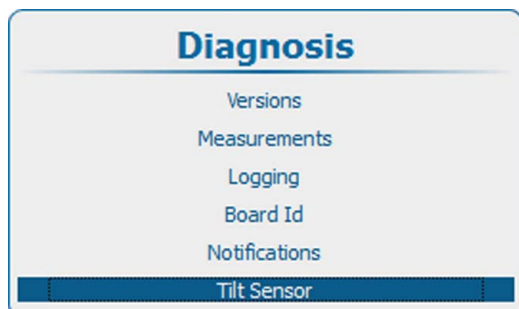 Diagnosis
Versions
Measurements
Logging
Board Id
Notifications
Tilt Sensor